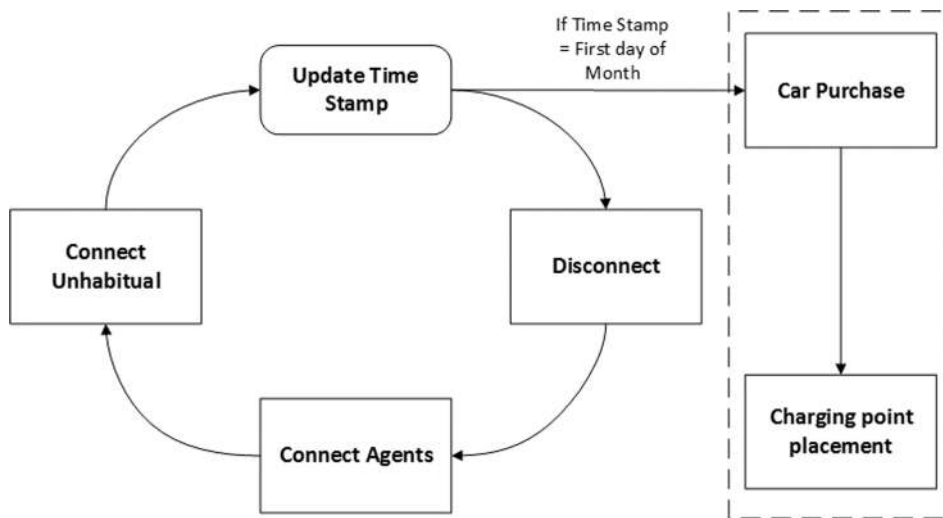 If Time Stamp
= First day of
Month
Update Time
Stamp
Car Purchase
Connect
Unhabitual
Disconnect
Connect Agents
Charging point
placement